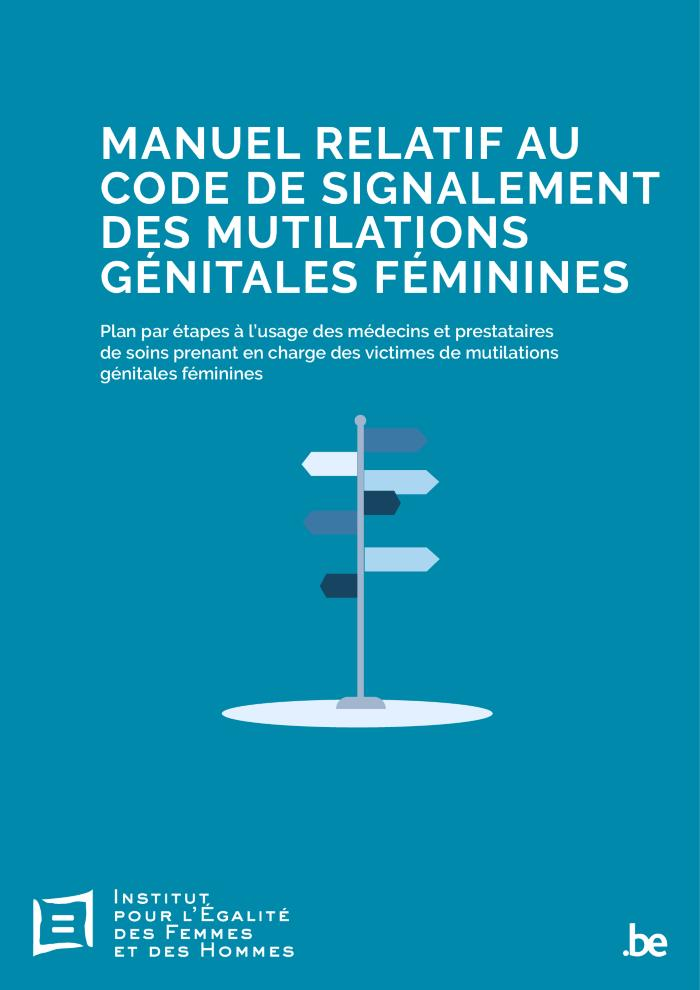 MANUEL RELATIF AU
CODE DE SIGNALEMENT
DES MUTILATIONS
GÉNITALES FÉMININES
Plan par étapes à l'usage des médecins et prestataires
de soins prenant en charge des victimes de mutilations
génitales féminines
INSTITUT
POUR L'ÉGALITÉ
DES FEMMES
ET DES HOMMES
.be